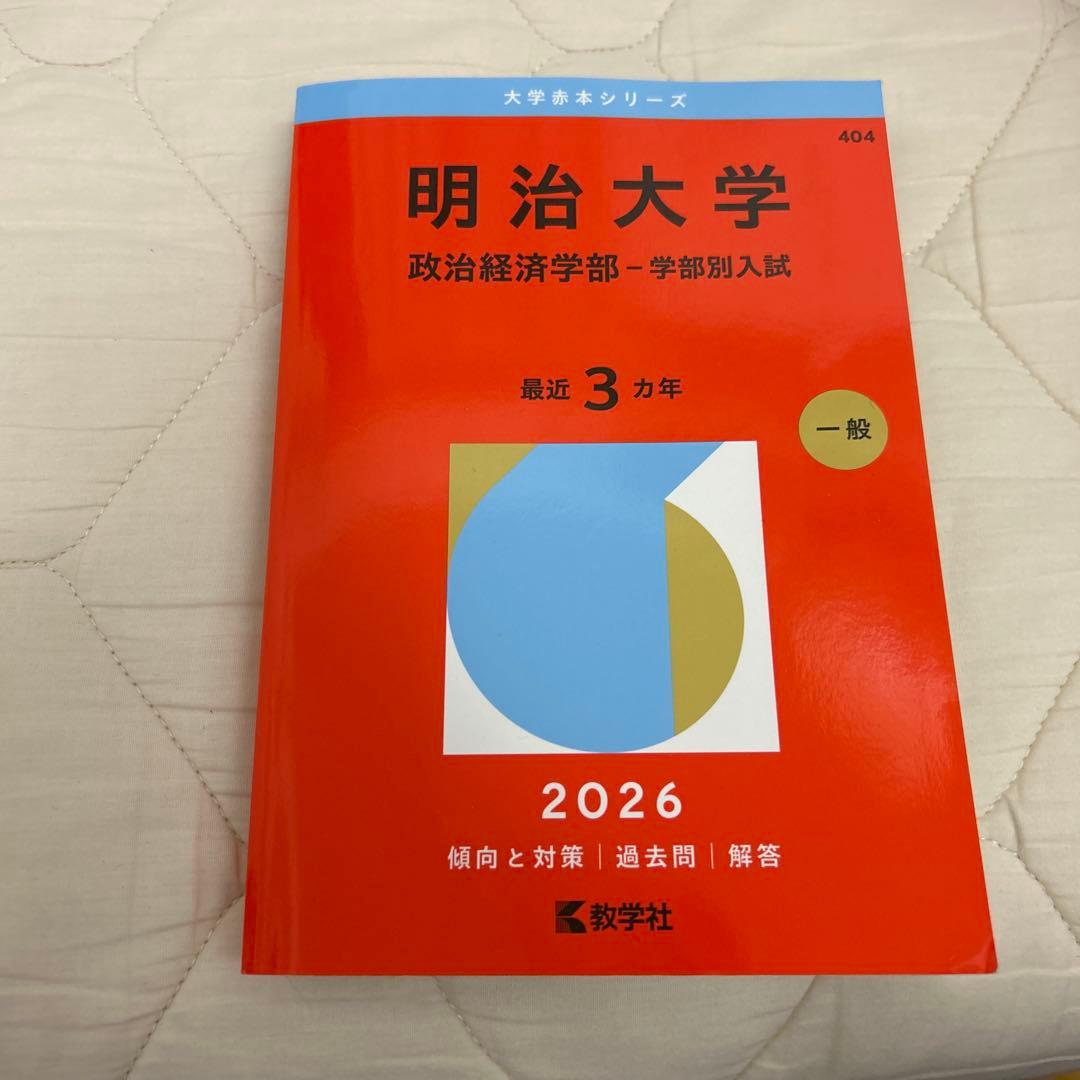 大学赤本シリーズ
404
明治大学
政治経済学部－学部別入試
最近 3 カ年
一般
2026
傾向と対策｜過去問｜解答
教学社